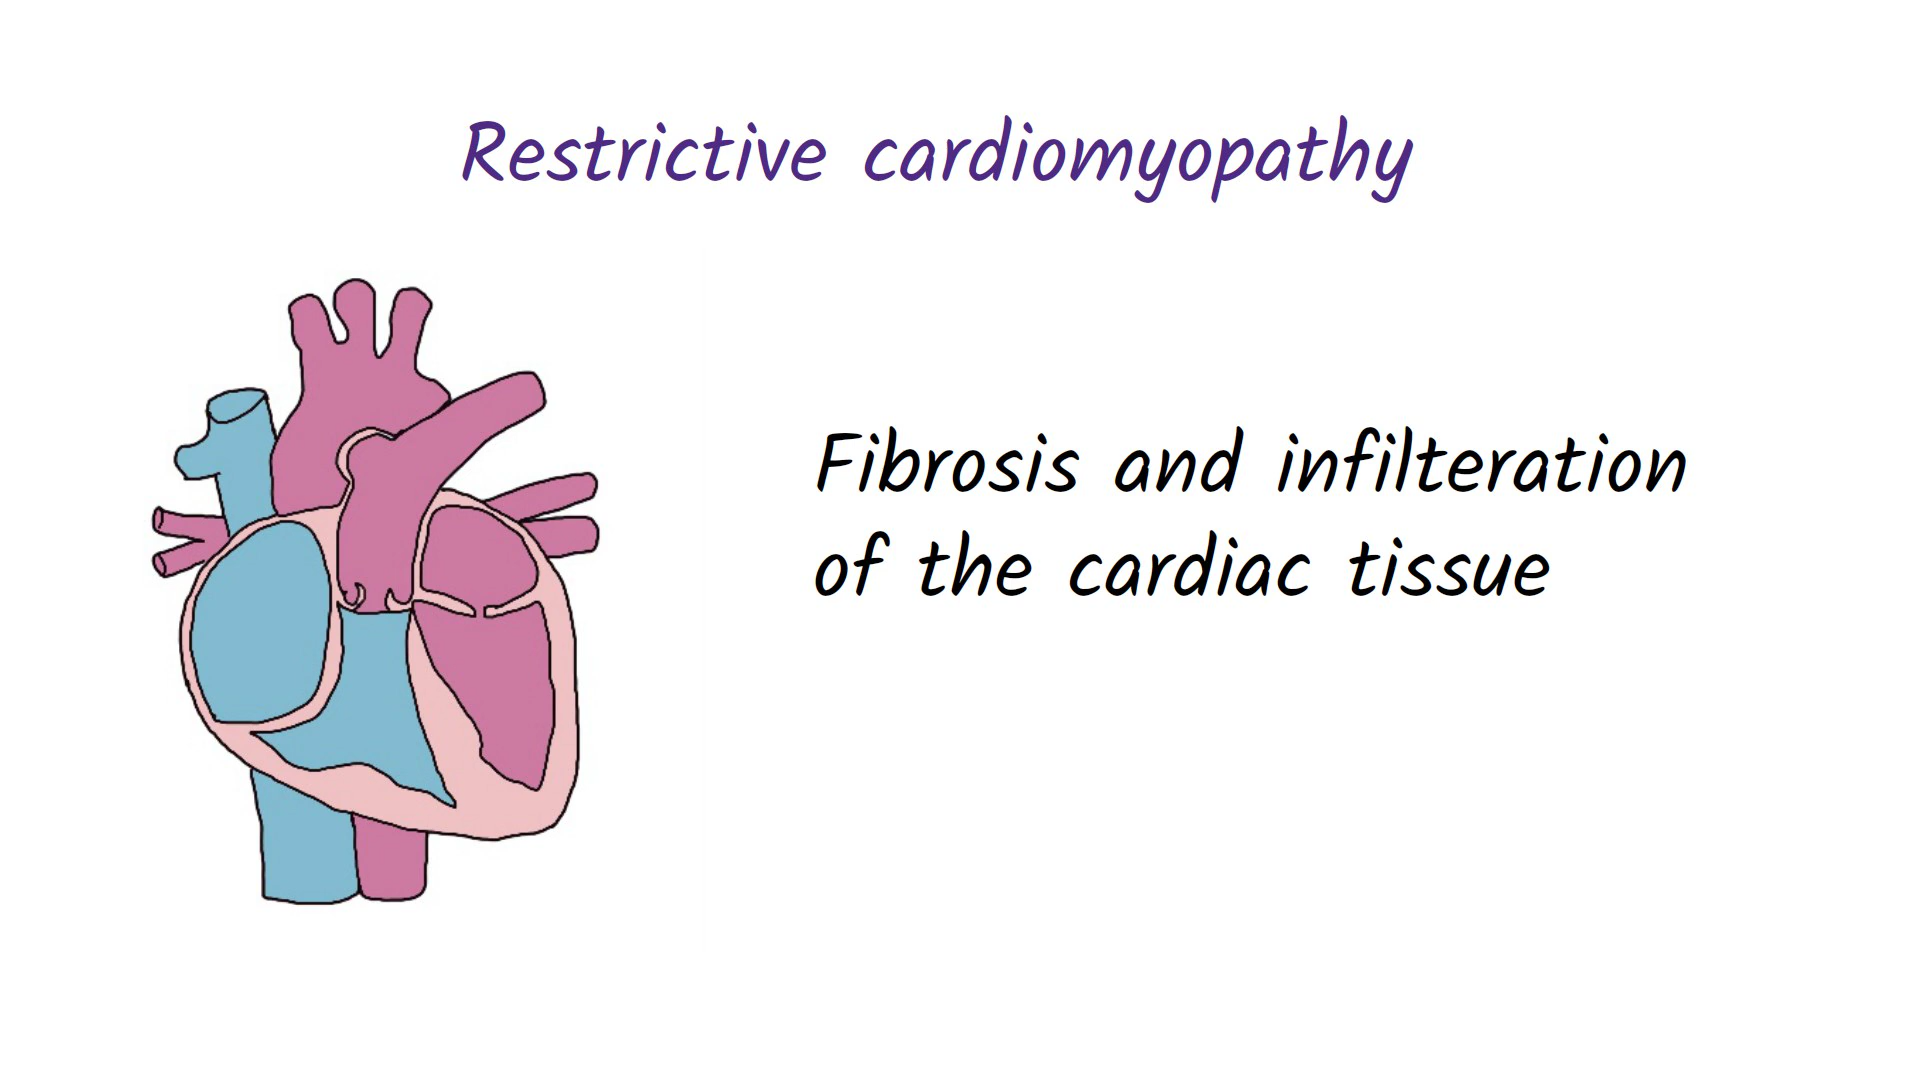 Restrictive cardiomyopathy
Fibrosis and infilteration
of the cardiac tissue